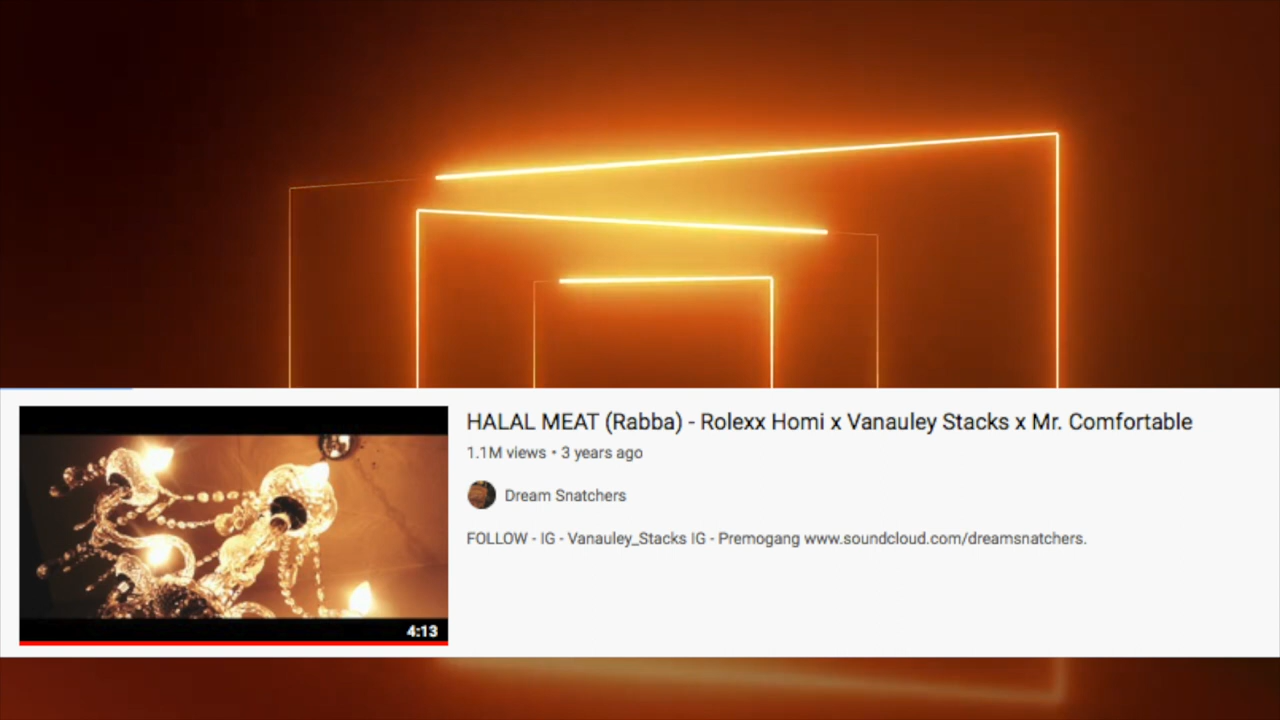 HALAL MEAT (Rabba) - Rolexx Homi x Vanauley Stacks x Mr. Comfortable
1.1M views • 3 years ago
Dream Snatchers
FOLLOW - IG - Vanauley_Stacks IG - Premogang www.soundcloud.com/dreamsnatchers.
4:13